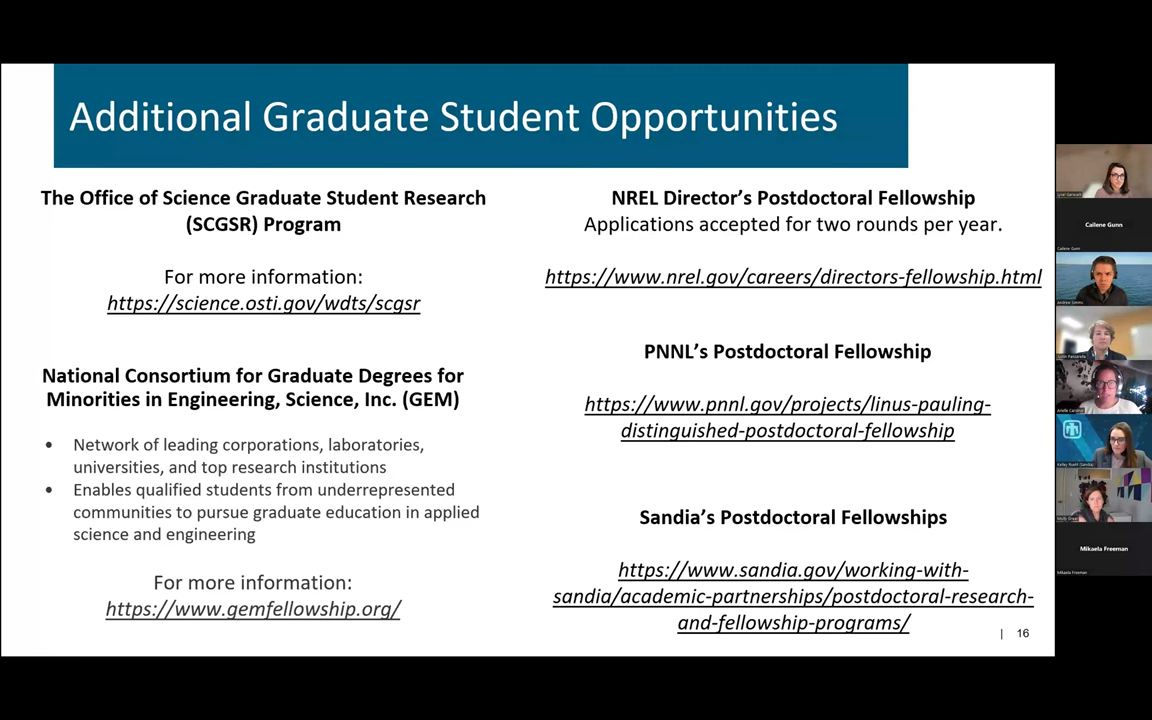 Additional Graduate Student Opportunities
The Office of Science Graduate Student Research
(SCGSR) Program
For more information:
https://science.osti.gov/wdts/scgsr
National Consortium for Graduate Degrees for
Minorities in Engineering, Science, Inc. (GEM)
• Network of leading corporations, laboratories,
universities, and top research institutions
• Enables qualified students from underrepresented
communities to pursue graduate education in applied
science and engineering
For more information:
https://www.gemfellowship.org/
NREL Director's Postdoctoral Fellowship
Applications accepted for two rounds per year.
https://www.nrel.gov/careers/directors-fellowship.html
PNNL's Postdoctoral Fellowship
https://www.pnnl.gov/projects/linus-pauling-
distinguished-postdoctoral-fellowship
Sandia's Postdoctoral Fellowships
https://www.sandia.gov/working-with-
sandia/academic-partnerships/postdoctoral-research-
and-fellowship-programs/
| 16
Cailene Gunn
Cailene Gunn
Mikaela Freeman
Mikaela Freeman